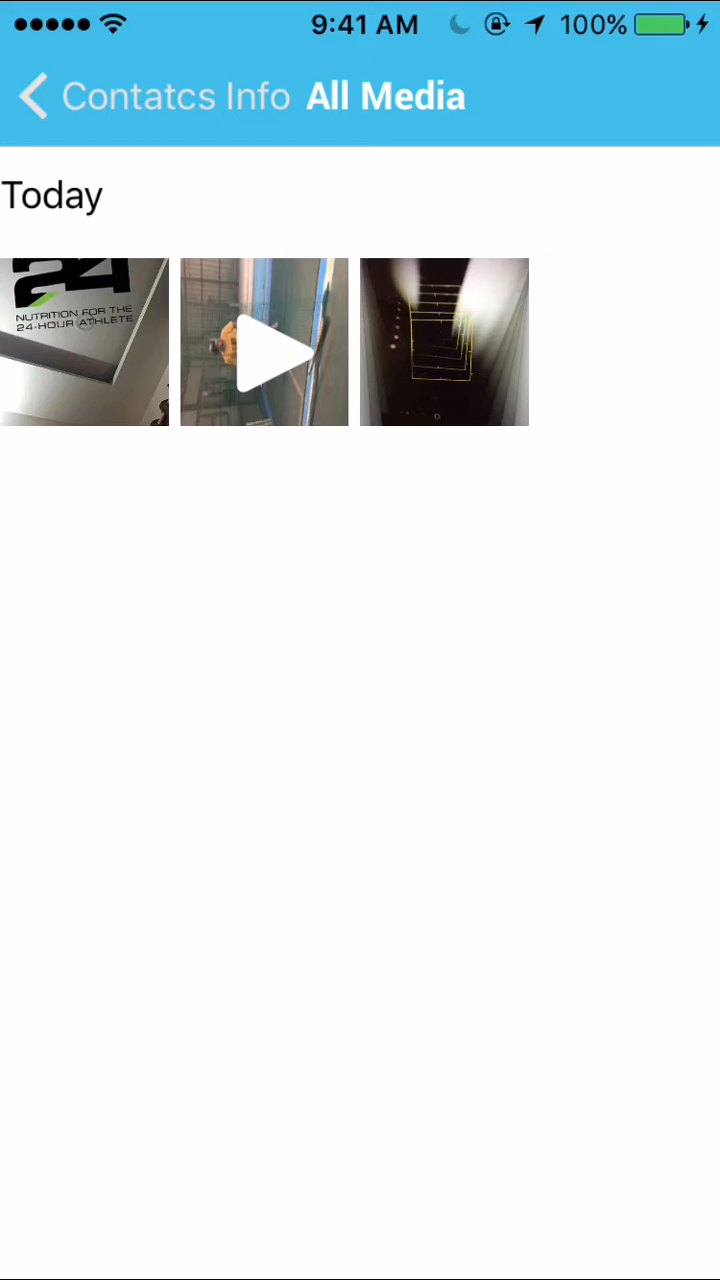 9:41 AM 100%
Contatcs Info All Media
Today
24
NUTRITION FOR THE
24-HOUR ATHLETE